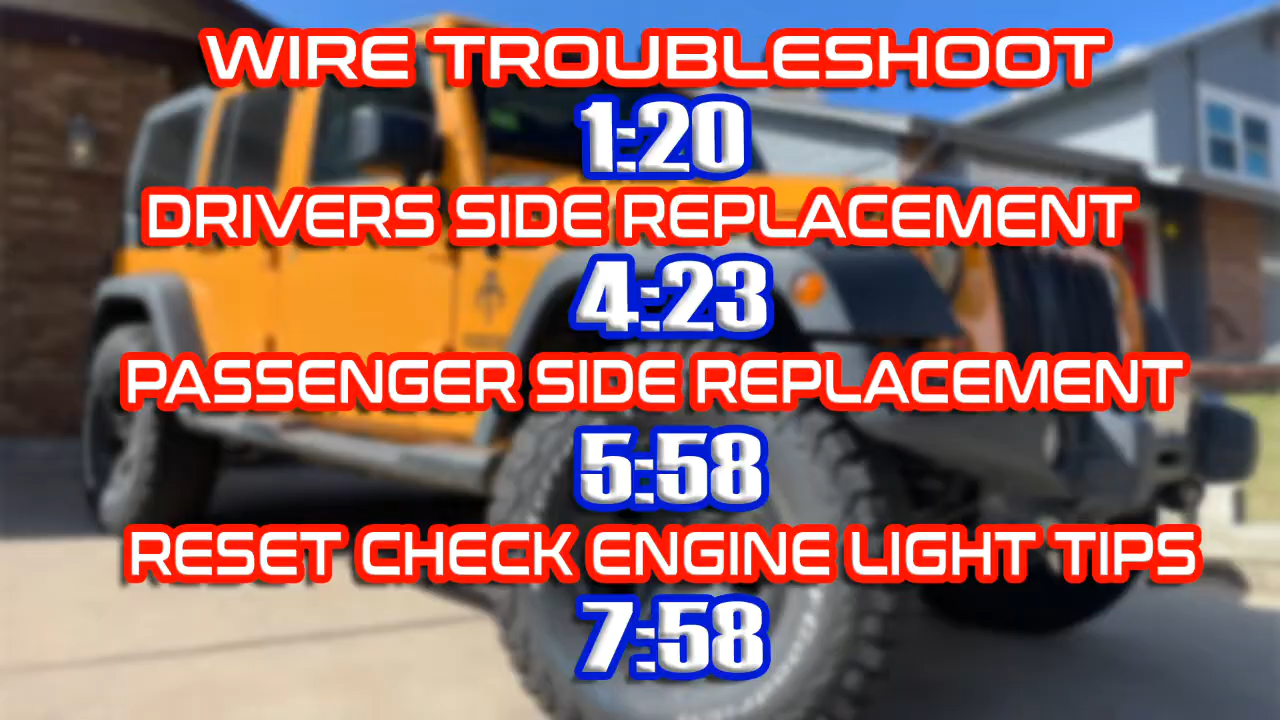 WIRE TROUBLESHOOT
1:20
DRIVERS SIDE REPLACEMENT
4:23
PASSENGER SIDE REPLACEMENT
5:58
RESET CHECK ENGINE LIGHT TIPS
7:58